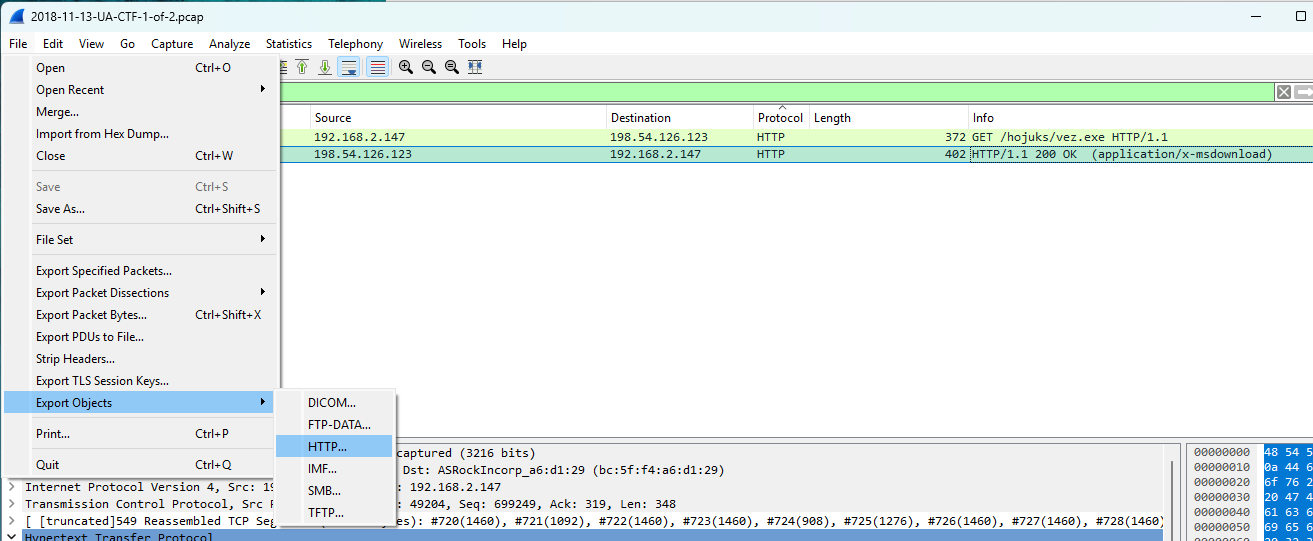 2018-11-13-UA-CTF-1-of-2.pcap
File Edit View Go Capture Analyze Statistics Telephony Wireless Tools Help
Open Ctrl+O
Open Recent
Merge...
Import from Hex Dump...
Close Ctrl+W
Save Ctrl+S
Save As... Ctrl+Shift+S
File Set
Export Specified Packets...
Export Packet Dissections
Export Packet Bytes... Ctrl+Shift+X
Export PDUs to File...
Strip Headers...
Export TLS Session Keys...
Export Objects
Print... Ctrl+P
Quit Ctrl+Q
DICOM...
FTP-DATA...
HTTP...
IMF...
SMB...
TFTP...
Source Destination Protocol Length Info
192.168.2.147 198.54.126.123 HTTP 372 GET /hojuks/vez.exe HTTP/1.1
198.54.126.123 192.168.2.147 HTTP 402 HTTP/1.1 200 OK (application/x-msdownload)
captured (3216 bits)
Dst: ASRockIncorp_a6:d1:29 (bc:5f:f4:a6:d1:29)
Internet Protocol Version 4, Src: 19 : 192.168.2.147
Transmission Control Protocol, Src P : 49204, Seq: 699249, Ack: 319, Len: 348
[ [truncated]549 Reassembled TCP Seg es): #720(1460), #721(1092), #722(1460), #723(1460), #724(908), #725(1276), #726(1460), #727(1460), #728(1460)
Hypertext Transfer Protocol
00000000 48 54 5
00000010 0a 44 6
00000020 6f 76 2
00000030 20 47 4
00000040 61 63 6
00000050 69 65 6